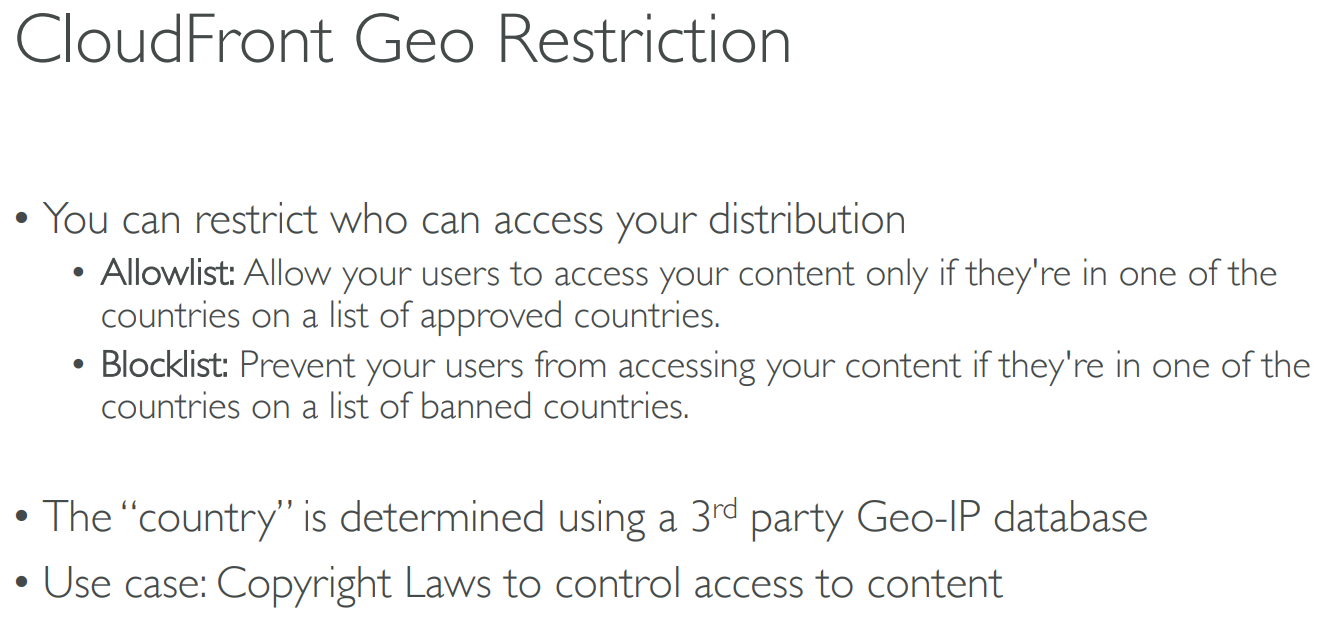 CloudFront Geo Restriction
• You can restrict who can access your distribution
• Allowlist: Allow your users to access your content only if they're in one of the
countries on a list of approved countries.
• Blocklist: Prevent your users from accessing your content if they're in one of the
countries on a list of banned countries.
• The “country” is determined using a 3rd party Geo-IP database
• Use case: Copyright Laws to control access to content